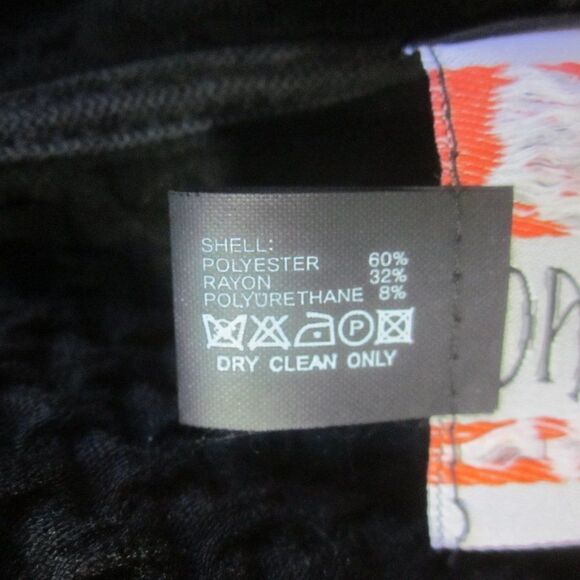 SHELL:
POLYESTER 60%
RAYON 32%
POLYURETHANE 8%
P
DRY CLEAN ONLY